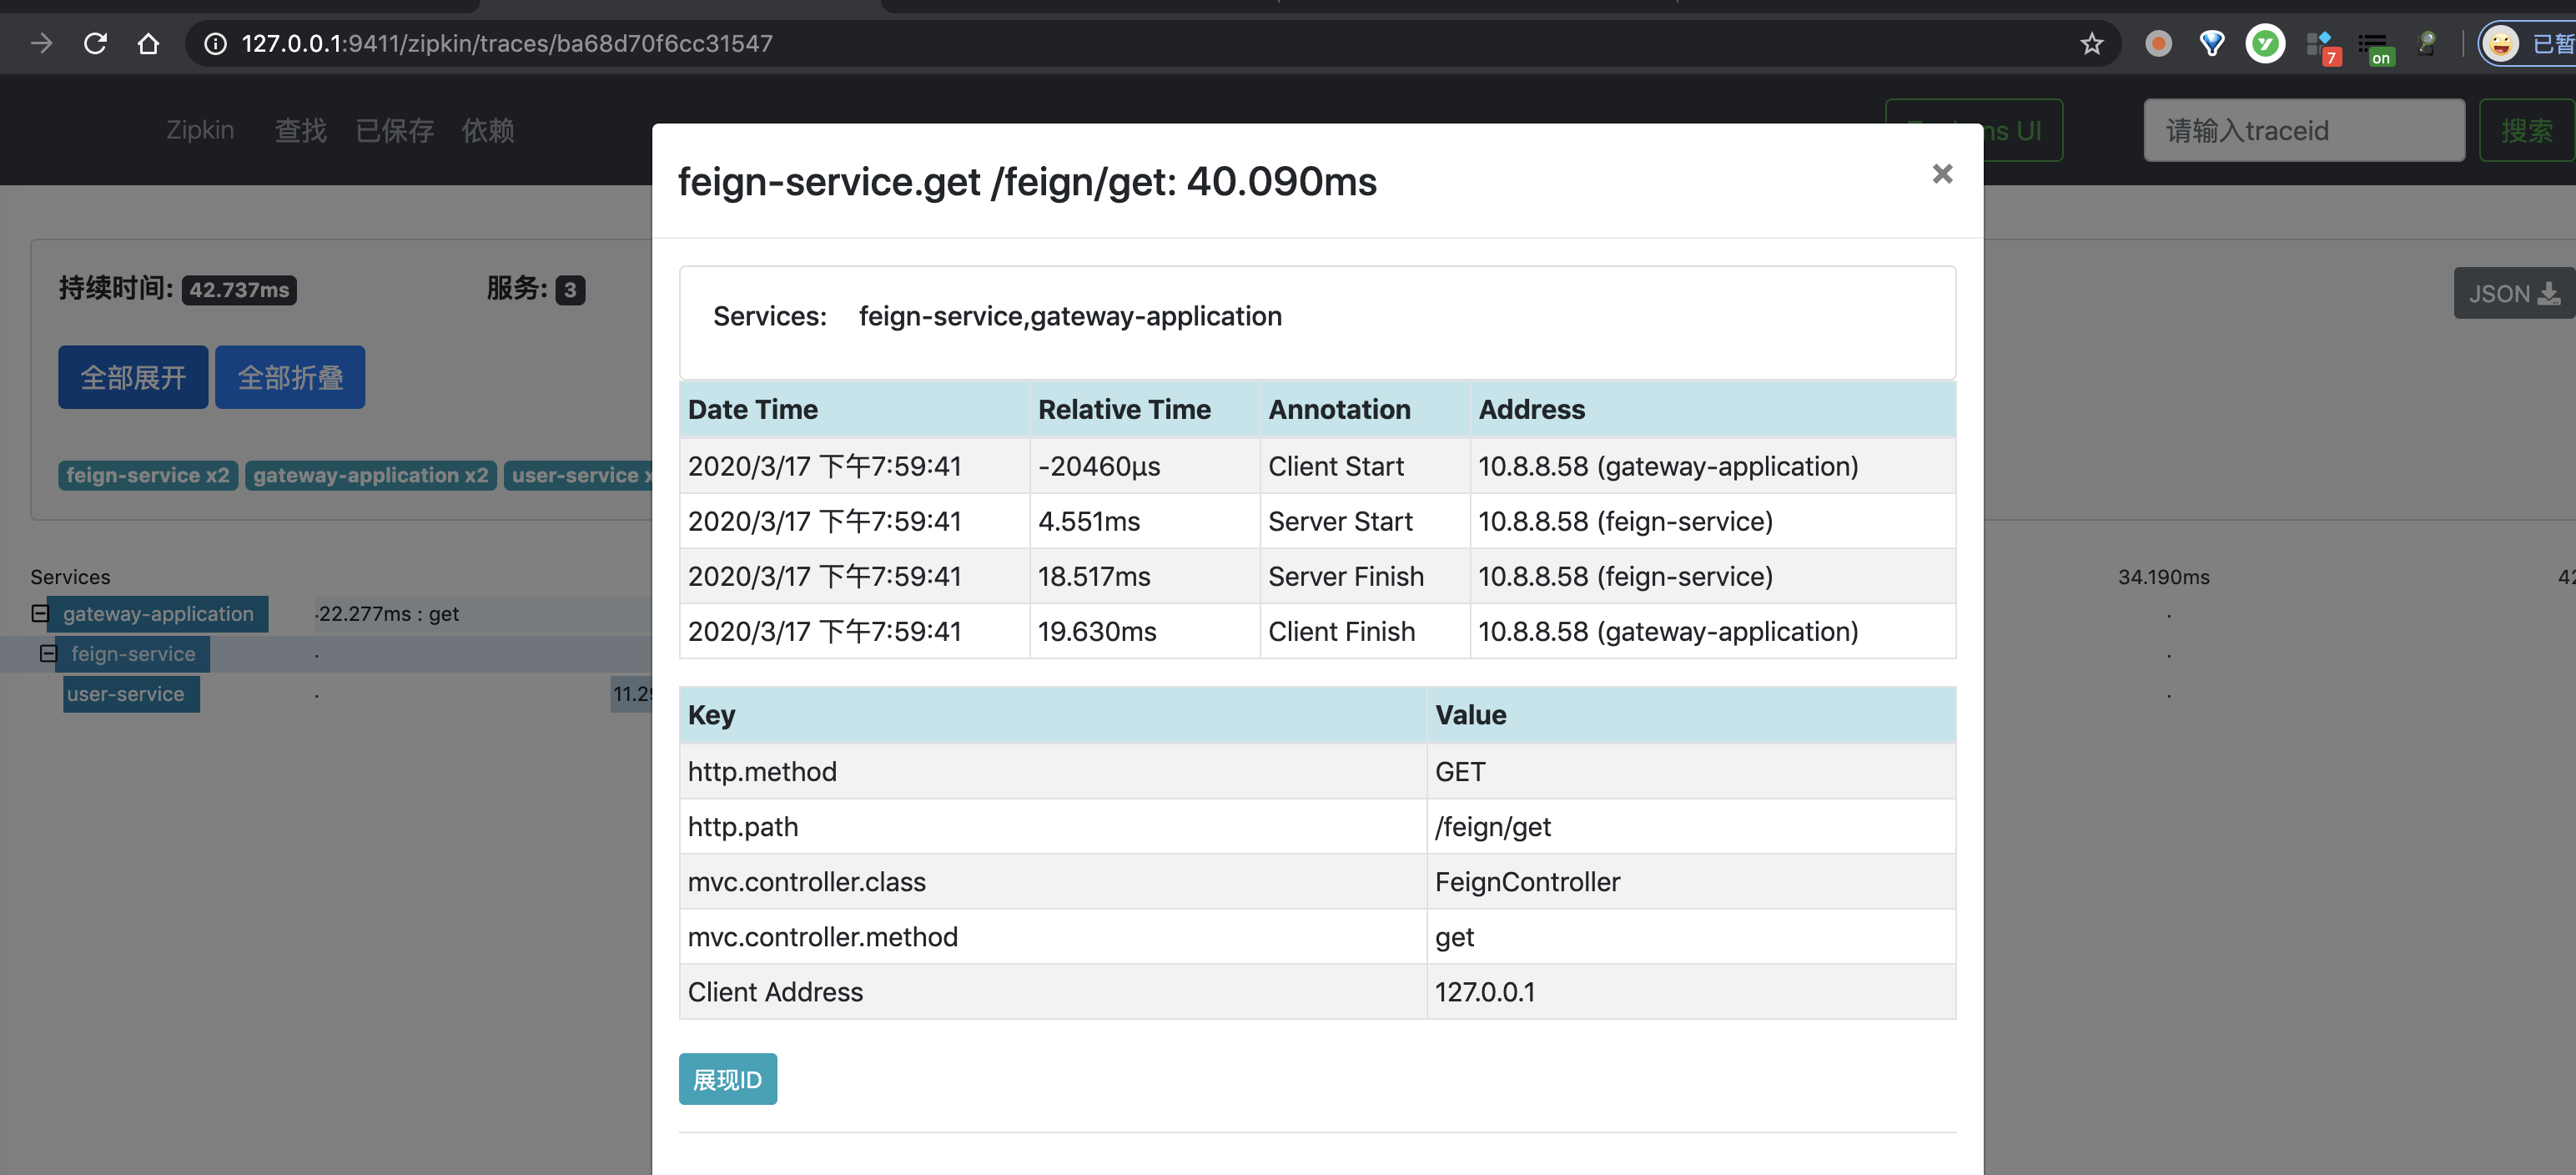 127.0.0.1:9411/zipkin/traces/ba68d70f6cc31547
7
on
已暂
Zipkin 查找 已保存 依赖
ns UI
请输入traceid
搜索
feign-service.get /feign/get: 40.090ms
×
持续时间: 42.737ms
服务: 3
JSON
Services: feign-service,gateway-application
全部展开 全部折叠
Date Time Relative Time Annotation Address
2020/3/17 下午7:59:41 -20460μs Client Start 10.8.8.58 (gateway-application)
feign-service x2 gateway-application x2 user-service x
2020/3/17 下午7:59:41 4.551ms Server Start 10.8.8.58 (feign-service)
2020/3/17 下午7:59:41 18.517ms Server Finish 10.8.8.58 (feign-service)
2020/3/17 下午7:59:41 19.630ms Client Finish 10.8.8.58 (gateway-application)
Services
34.190ms
42
gateway-application
.22.277ms : get
feign-service
user-service
11.29
Key Value
http.method GET
http.path /feign/get
mvc.controller.class FeignController
mvc.controller.method get
Client Address 127.0.0.1
展现ID